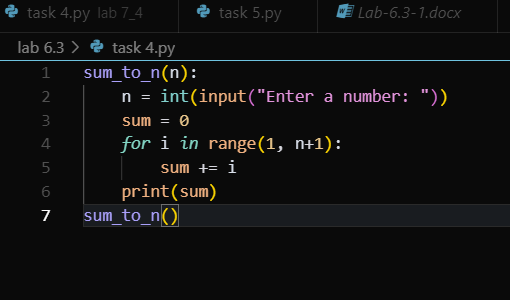 task 4.py lab 7_4
task 5.py
Lab-6.3-1.docx
lab 6.3 > task 4.py
1 sum_to_n(n):
2     n = int(input("Enter a number: "))
3     sum = 0
4     for i in range(1, n+1):
5         sum += i
6     print(sum)
7 sum_to_n()